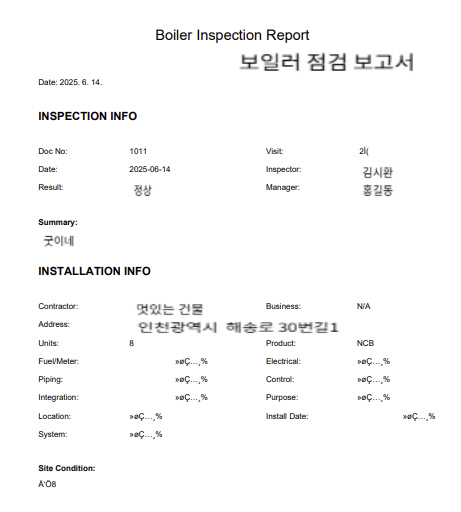 Boiler Inspection Report
보일러 점검 보고서
Date: 2025. 6. 14.
INSPECTION INFO
Doc No: 1011 Visit: 2Ì(
Date: 2025-06-14 Inspector: 김시환
Result: 정상 Manager: 홍길동
Summary:
굿이네
INSTALLATION INFO
Contractor: 멋있는 건물 Business: N/A
Address: 인천광역시 해송로 30번길1
Units: 8 Product: NCB
Fuel/Meter: »øÇ…¸% Electrical: »øÇ…¸%
Piping: »øÇ…¸% Control: »øÇ…¸%
Integration: »øÇ…¸% Purpose: »øÇ…¸%
Location: »øÇ…¸% Install Date: »øÇ…¸%
System: »øÇ…¸%
Site Condition:
À'Ö8